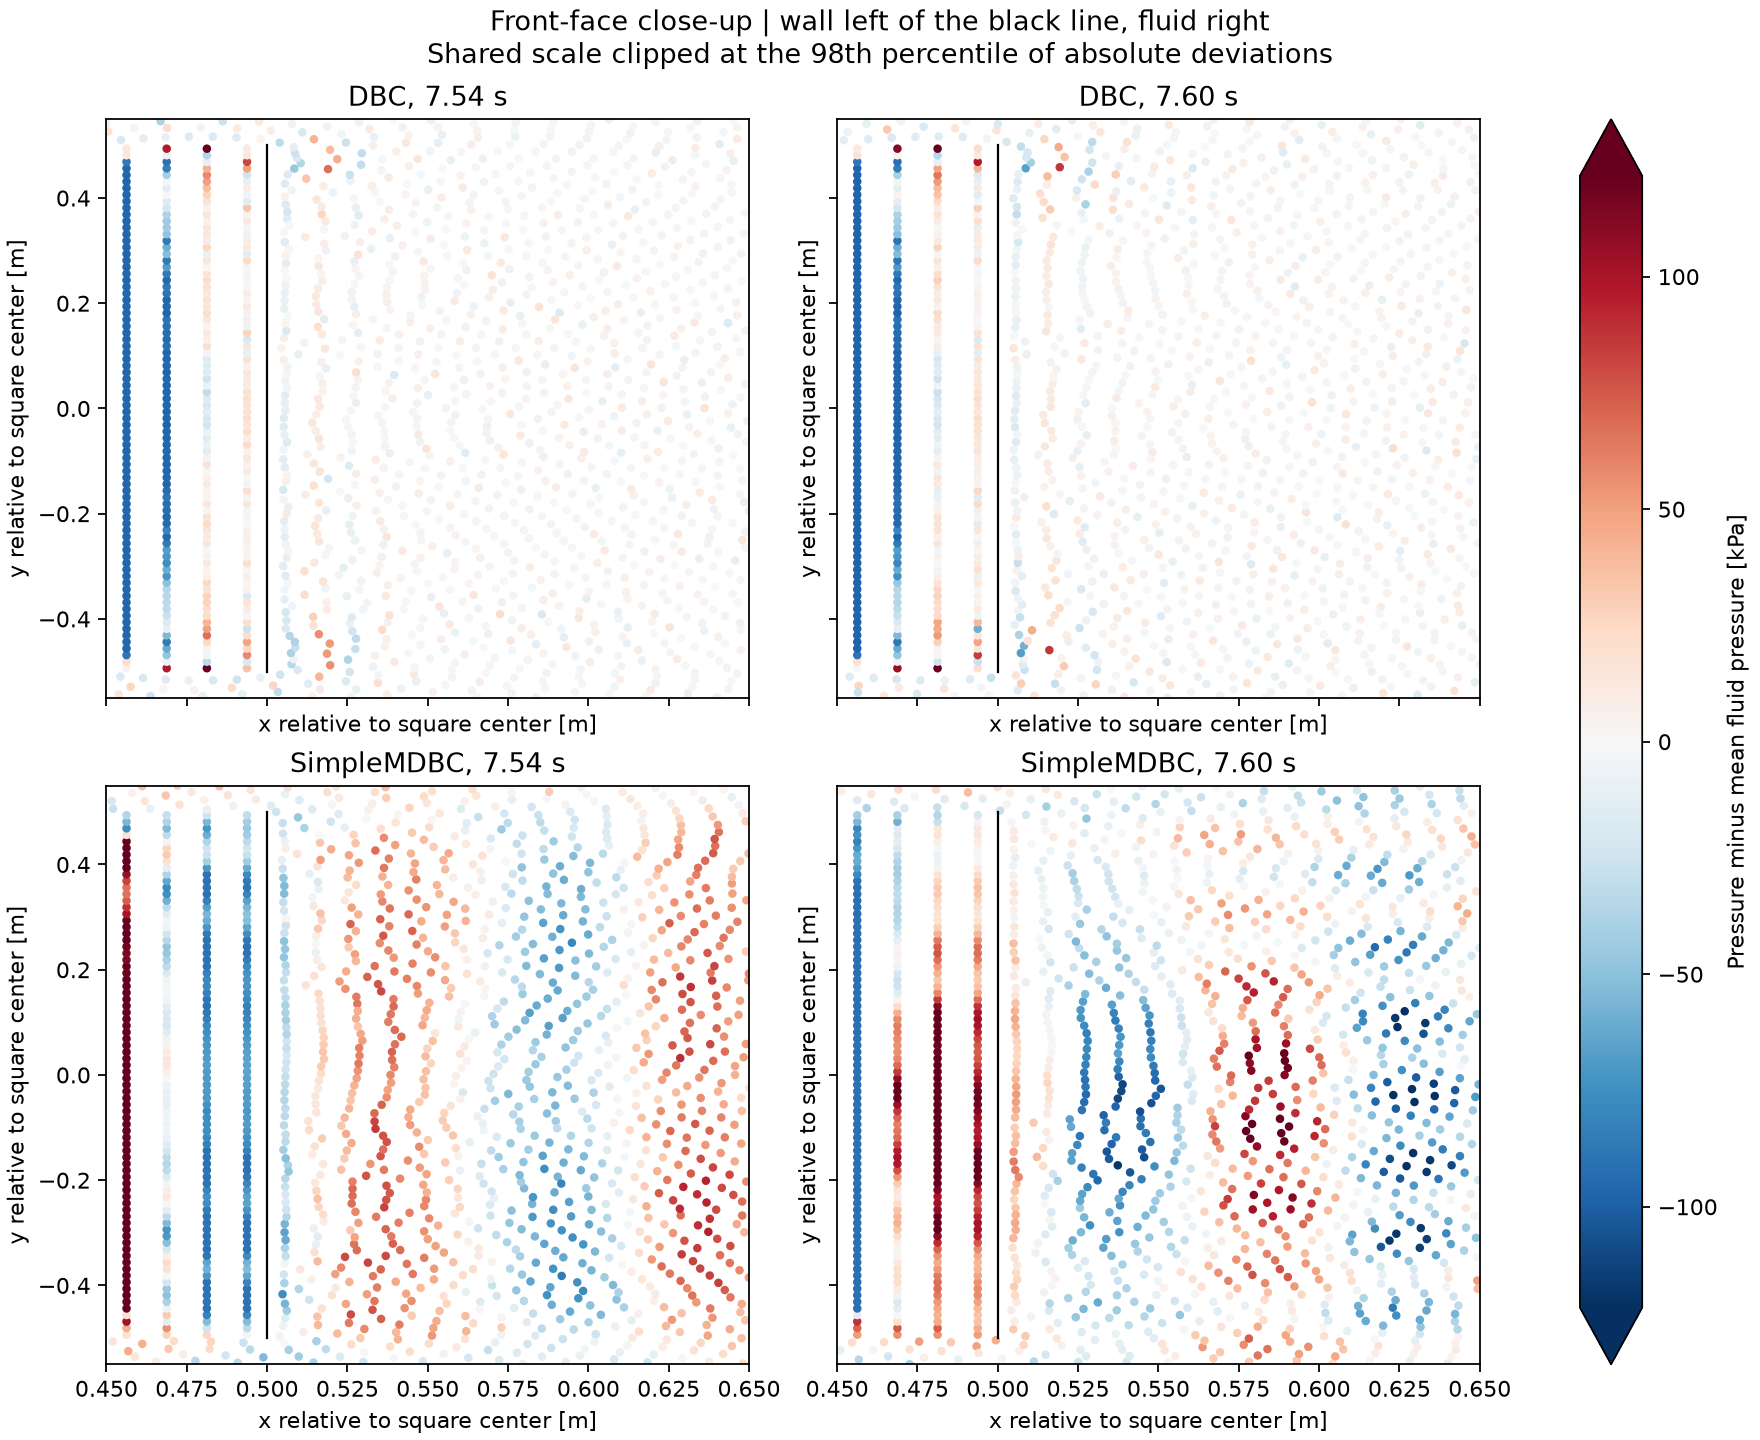 Front-face close-up | wall left of the black line, fluid right
Shared scale clipped at the 98th percentile of absolute deviations
DBC, 7.54 s
DBC, 7.60 s
0.4
0.2
0.0
−0.2
−0.4
y relative to square center [m]
y relative to square center [m]
x relative to square center [m]
x relative to square center [m]
SimpleMDBC, 7.54 s
SimpleMDBC, 7.60 s
0.4
0.2
0.0
−0.2
−0.4
y relative to square center [m]
y relative to square center [m]
0.450 0.475 0.500 0.525 0.550 0.575 0.600 0.625 0.650
0.450 0.475 0.500 0.525 0.550 0.575 0.600 0.625 0.650
x relative to square center [m]
x relative to square center [m]
100
50
0
−50
−100
Pressure minus mean fluid pressure [kPa]